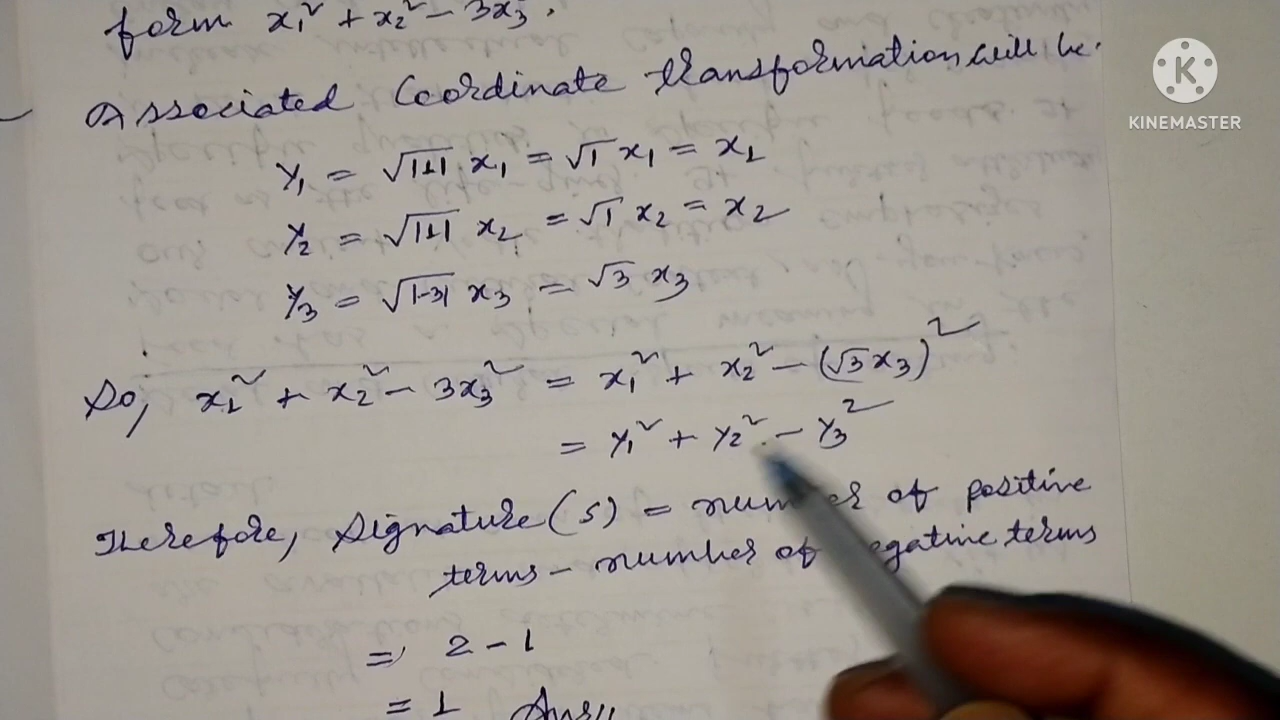 form x₁² + x₂² - 3x₃².
Associated Coordinate transformation will be.
K
KINEMASTER
Y₁ = √|1| x₁ = √1 x₁ = x₁
Y₂ = √|1| x₂ = √1 x₂ = x₂
Y₃ = √|-3| x₃ = √3 x₃
So, x₁² + x₂² - 3x₃² = x₁² + x₂² - (√3 x₃)²
= Y₁² + Y₂² - Y₃²
Therefore, Signature (s) = number of positive
terms - number of negative terms
= 2 - 1
= 1